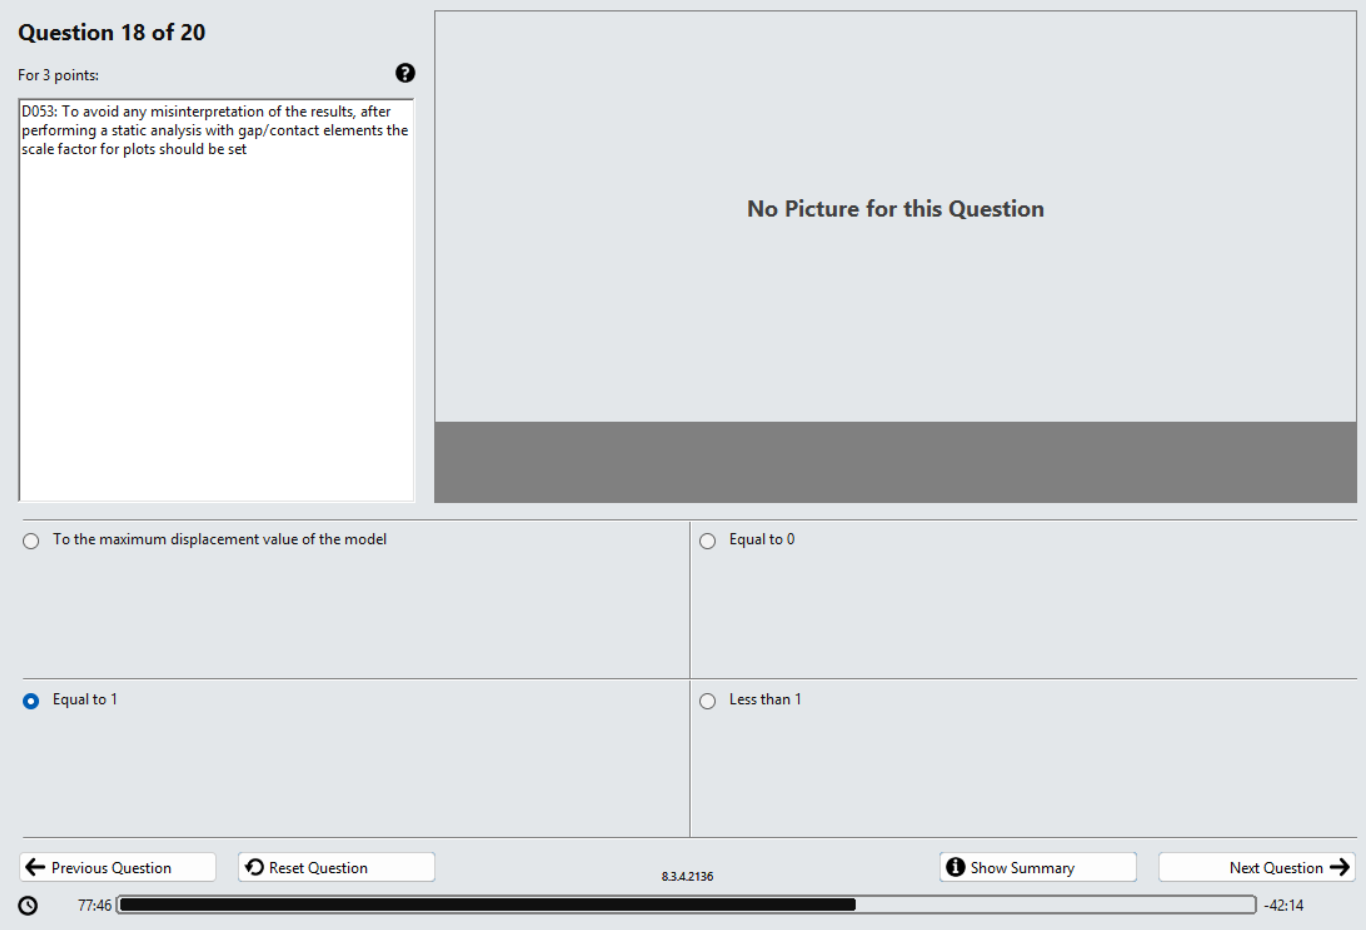 Question 18 of 20
For 3 points:
D053: To avoid any misinterpretation of the results, after
performing a static analysis with gap/contact elements the
scale factor for plots should be set
No Picture for this Question
To the maximum displacement value of the model
Equal to 0
Equal to 1
Less than 1
Previous Question
Reset Question
8.3.4.2136
Show Summary
Next Question
77:46
-42:14